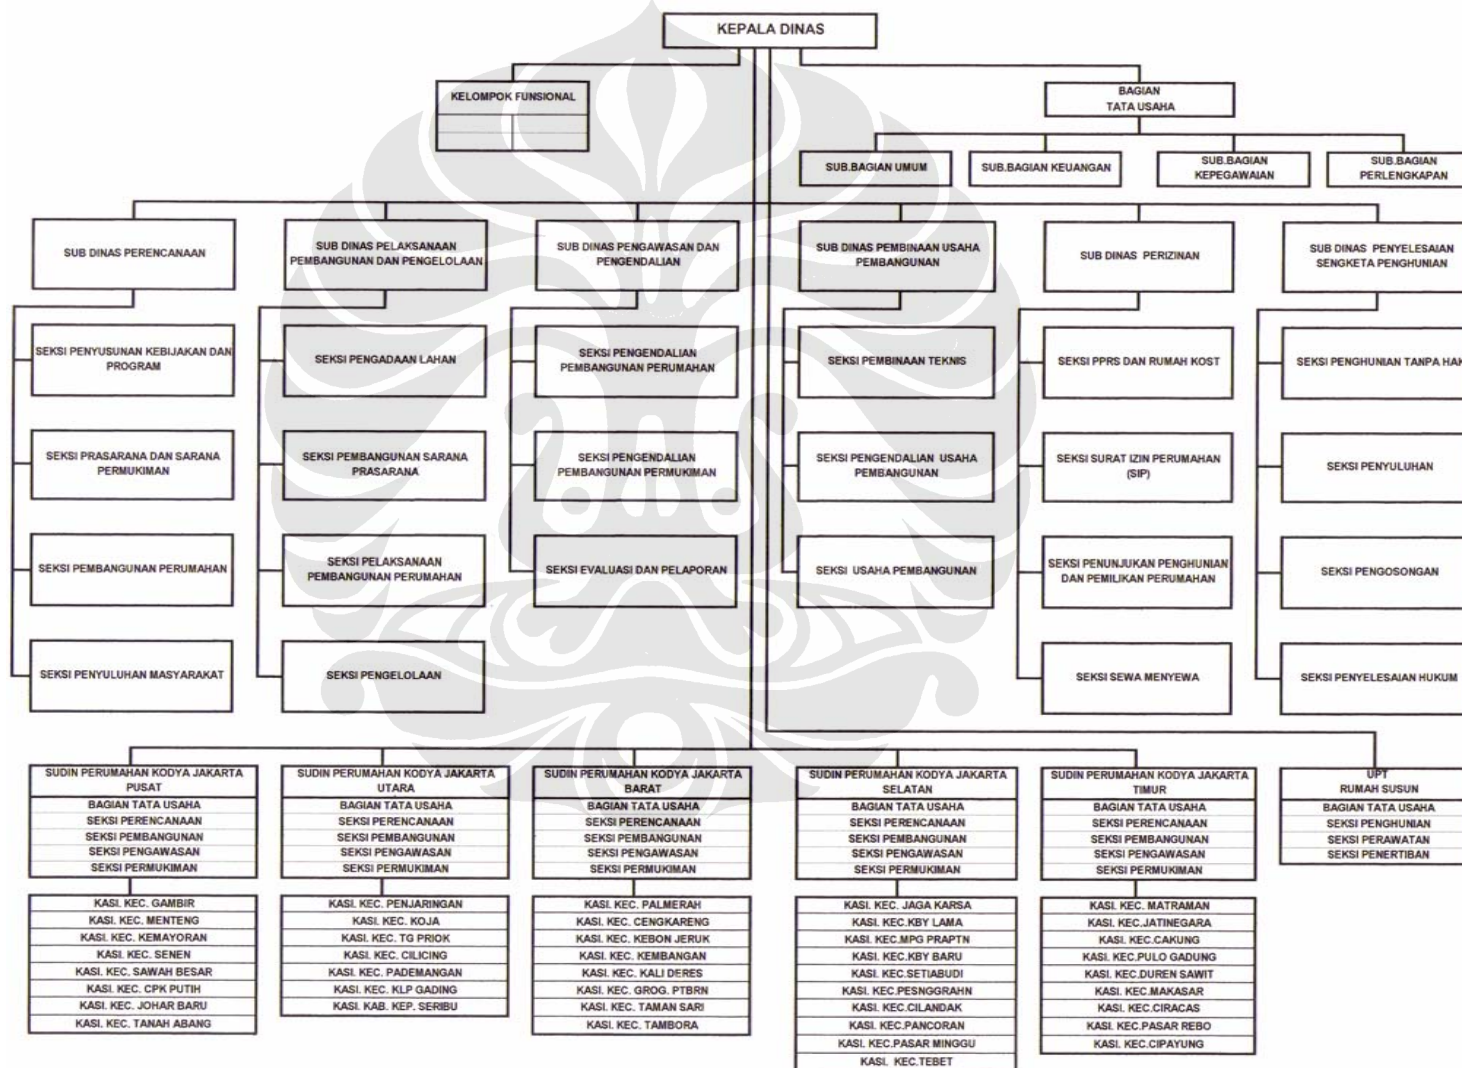 KEPALA DINAS
KELOMPOK FUNSIONAL
BAGIAN
TATA USAHA
SUB.BAGIAN UMUM
SUB.BAGIAN KEUANGAN
SUB.BAGIAN
KEPEGAWAIAN
SUB.BAGIAN
PERLENGKAPAN
SUB DINAS PERENCANAAN
SUB DINAS PELAKSANAAN
PEMBANGUNAN DAN PENGELOLAAN
SUB DINAS PENGAWASAN DAN
PENGENDALIAN
SUB DINAS PEMBINAAN USAHA
PEMBANGUNAN
SUB DINAS PERIZINAN
SUB DINAS PENYELESAIAN
SENGKETA PENGHUNIAN
SEKSI PENYUSUNAN KEBIJAKAN DAN
PROGRAM
SEKSI PENGADAAN LAHAN
SEKSI PENGENDALIAN
PEMBANGUNAN PERUMAHAN
SEKSI PEMBINAAN TEKNIS
SEKSI PPRS DAN RUMAH KOST
SEKSI PENGHUNIAN TANPA HAK
SEKSI PRASARANA DAN SARANA
PERMUKIMAN
SEKSI PEMBANGUNAN SARANA
PRASARANA
SEKSI PENGENDALIAN
PEMBANGUNAN PERMUKIMAN
SEKSI PENGENDALIAN USAHA
PEMBANGUNAN
SEKSI SURAT IZIN PERUMAHAN
(SIP)
SEKSI PENYULUHAN
SEKSI PEMBANGUNAN PERUMAHAN
SEKSI PELAKSANAAN
PEMBANGUNAN PERUMAHAN
SEKSI EVALUASI DAN PELAPORAN
SEKSI USAHA PEMBANGUNAN
SEKSI PENUNJUKAN PENGHUNIAN
DAN PEMILIKAN PERUMAHAN
SEKSI PENGOSONGAN
SEKSI PENYULUHAN MASYARAKAT
SEKSI PENGELOLAAN
SEKSI SEWA MENYEWA
SEKSI PENYELESAIAN HUKUM
SUDIN PERUMAHAN KODYA JAKARTA
PUSAT
BAGIAN TATA USAHA
SEKSI PERENCANAAN
SEKSI PEMBANGUNAN
SEKSI PENGAWASAN
SEKSI PERMUKIMAN
KASI. KEC. GAMBIR
KASI. KEC. MENTENG
KASI. KEC. KEMAYORAN
KASI. KEC. SENEN
KASI. KEC. SAWAH BESAR
KASI. KEC. CPK PUTIH
KASI. KEC. JOHAR BARU
KASI. KEC. TANAH ABANG
SUDIN PERUMAHAN KODYA JAKARTA
UTARA
BAGIAN TATA USAHA
SEKSI PERENCANAAN
SEKSI PEMBANGUNAN
SEKSI PENGAWASAN
SEKSI PERMUKIMAN
KASI. KEC. PENJARINGAN
KASI. KEC. KOJA
KASI. KEC. TG PRIOK
KASI. KEC. CILICING
KASI. KEC. PADEMANGAN
KASI. KEC. KLP GADING
KASI. KAB. KEP. SERIBU
SUDIN PERUMAHAN KODYA JAKARTA
BARAT
BAGIAN TATA USAHA
SEKSI PERENCANAAN
SEKSI PEMBANGUNAN
SEKSI PENGAWASAN
SEKSI PERMUKIMAN
KASI. KEC. PALMERAH
KASI. KEC. CENGKARENG
KASI. KEC. KEBON JERUK
KASI. KEC. KEMBANGAN
KASI. KEC. KALI DERES
KASI. KEC. GROG. PTBRN
KASI. KEC. TAMAN SARI
KASI. KEC. TAMBORA
SUDIN PERUMAHAN KODYA JAKARTA
SELATAN
BAGIAN TATA USAHA
SEKSI PERENCANAAN
SEKSI PEMBANGUNAN
SEKSI PENGAWASAN
SEKSI PERMUKIMAN
KASI. KEC. JAGA KARSA
KASI. KEC.KBY LAMA
KASI. KEC.MPG PRAPTN
KASI. KEC.KBY BARU
KASI. KEC.SETIABUDI
KASI. KEC.PESNGGRAHN
KASI. KEC.CILANDAK
KASI. KEC.PANCORAN
KASI. KEC.PASAR MINGGU
KASI. KEC.TEBET
SUDIN PERUMAHAN KODYA JAKARTA
TIMUR
BAGIAN TATA USAHA
SEKSI PERENCANAAN
SEKSI PEMBANGUNAN
SEKSI PENGAWASAN
SEKSI PERMUKIMAN
KASI. KEC. MATRAMAN
KASI. KEC.JATINEGARA
KASI. KEC.CAKUNG
KASI. KEC.PULO GADUNG
KASI. KEC.DUREN SAWIT
KASI. KEC.MAKASAR
KASI. KEC.CIRACAS
KASI. KEC.PASAR REBO
KASI. KEC.CIPAYUNG
UPT
RUMAH SUSUN
BAGIAN TATA USAHA
SEKSI PENGHUNIAN
SEKSI PERAWATAN
SEKSI PENERTIBAN